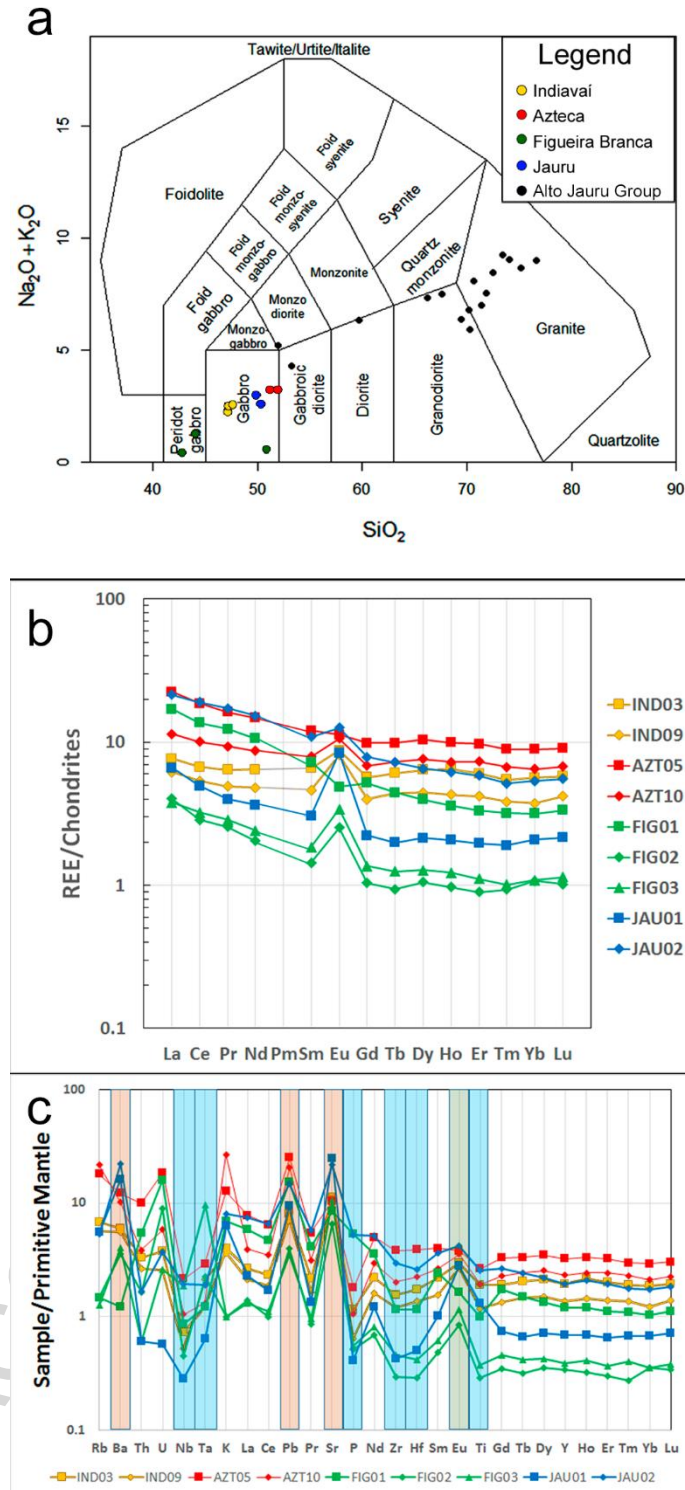 a
Tawite/Urtite/Italite
Legend
Indiavaí
Azteca
Figueira Branca
Jauru
Alto Jauru Group
Foidolite
Foid
syenite
Foid
monzo-
syenite
Syenite
Foid
monzo-
gabbro
Monzonite
Quartz
monzonite
Foid
gabbro
Monzo
diorite
Monzo-
gabbro
Granite
Peridot
gabbro
Gabbro
Gabbroic
diorite
Diorite
Granodiorite
Quartzolite
Na2O + K2O
15
10
5
0
40 50 60 70 80 90
SiO2
b
100
10
1
0.1
REE/Chondrites
La Ce Pr Nd Pm Sm Eu Gd Tb Dy Ho Er Tm Yb Lu
IND03
IND09
AZT05
AZT10
FIG01
FIG02
FIG03
JAU01
JAU02
c
100
10
1
0.1
Sample/Primitive Mantle
Rb Ba Th U Nb Ta K La Ce Pb Pr Sr P Nd Zr Hf Sm Eu Ti Gd Tb Dy Y Ho Er Tm Yb Lu
IND03 IND09 AZT05 AZT10 FIG01 FIG02 FIG03 JAU01 JAU02